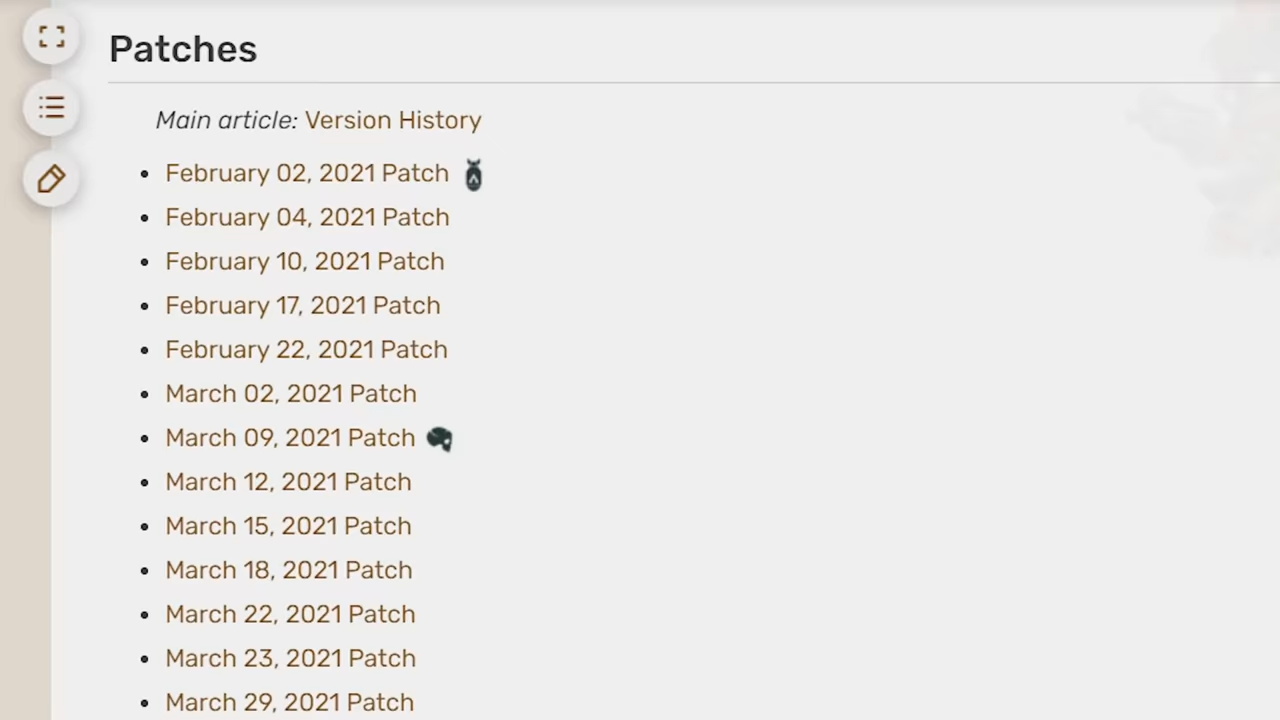 Patches
Main article: Version History
February 02, 2021 Patch
February 04, 2021 Patch
February 10, 2021 Patch
February 17, 2021 Patch
February 22, 2021 Patch
March 02, 2021 Patch
March 09, 2021 Patch
March 12, 2021 Patch
March 15, 2021 Patch
March 18, 2021 Patch
March 22, 2021 Patch
March 23, 2021 Patch
March 29, 2021 Patch